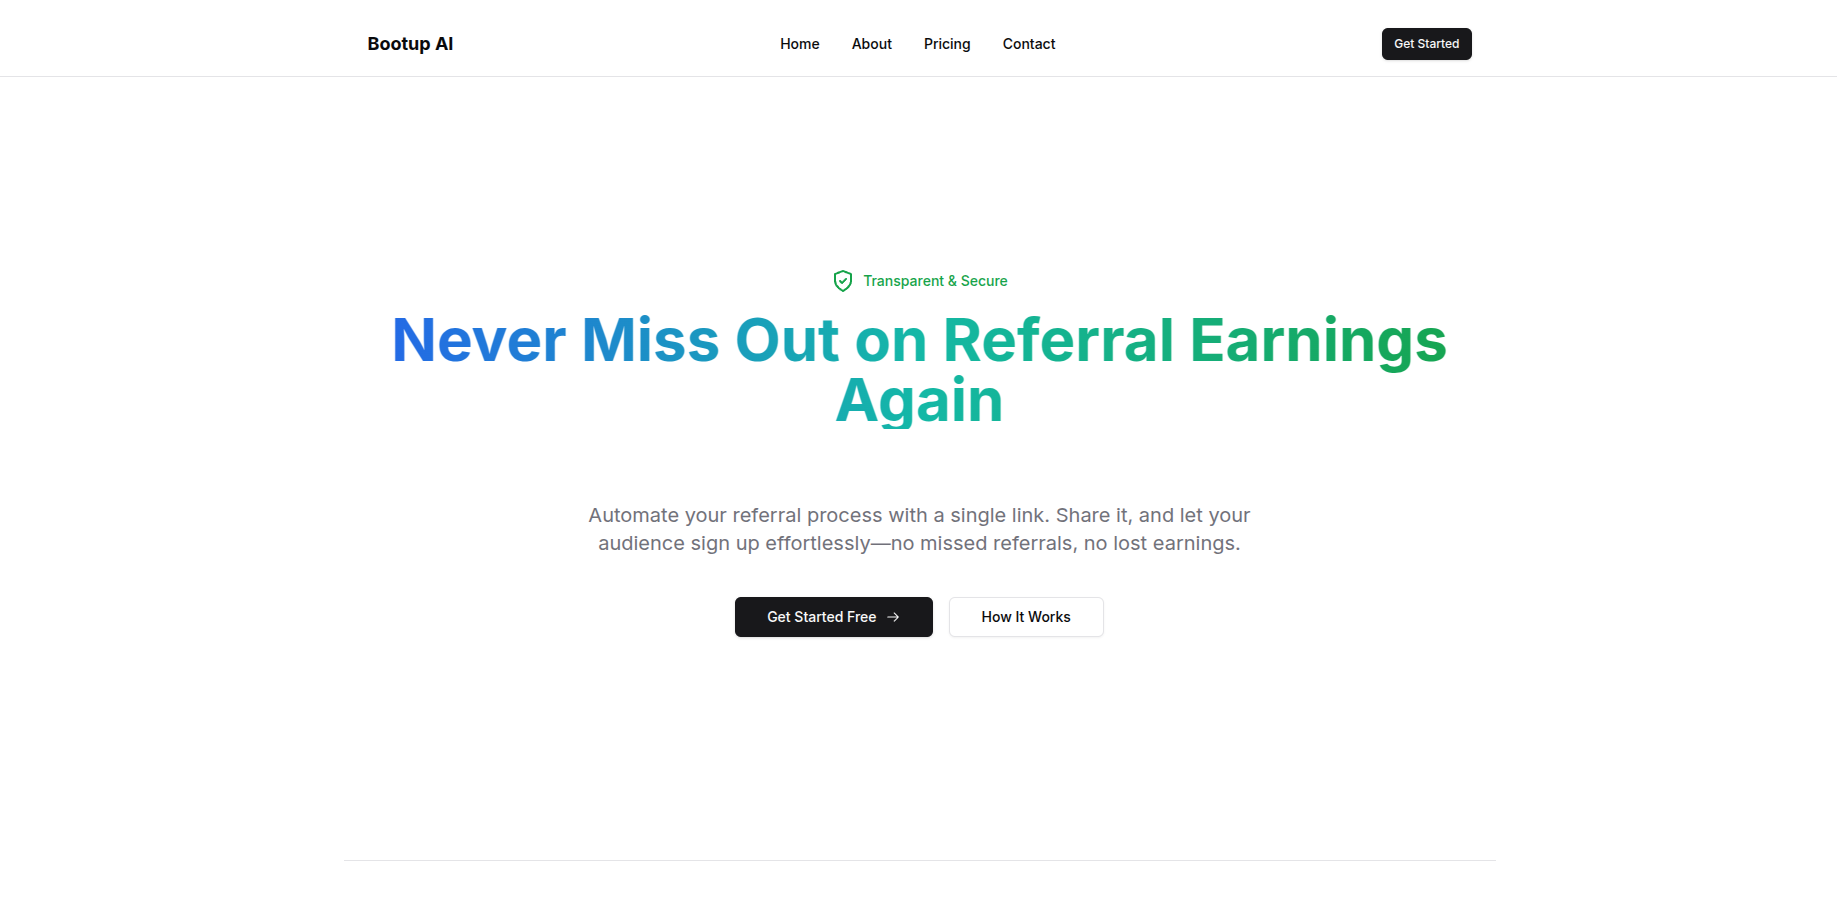 Bootup AI
Home
About
Pricing
Contact
Get Started
Transparent & Secure
Never Miss Out on Referral Earnings
Again
Automate your referral process with a single link. Share it, and let your
audience sign up effortlessly—no missed referrals, no lost earnings.
Get Started Free
How It Works